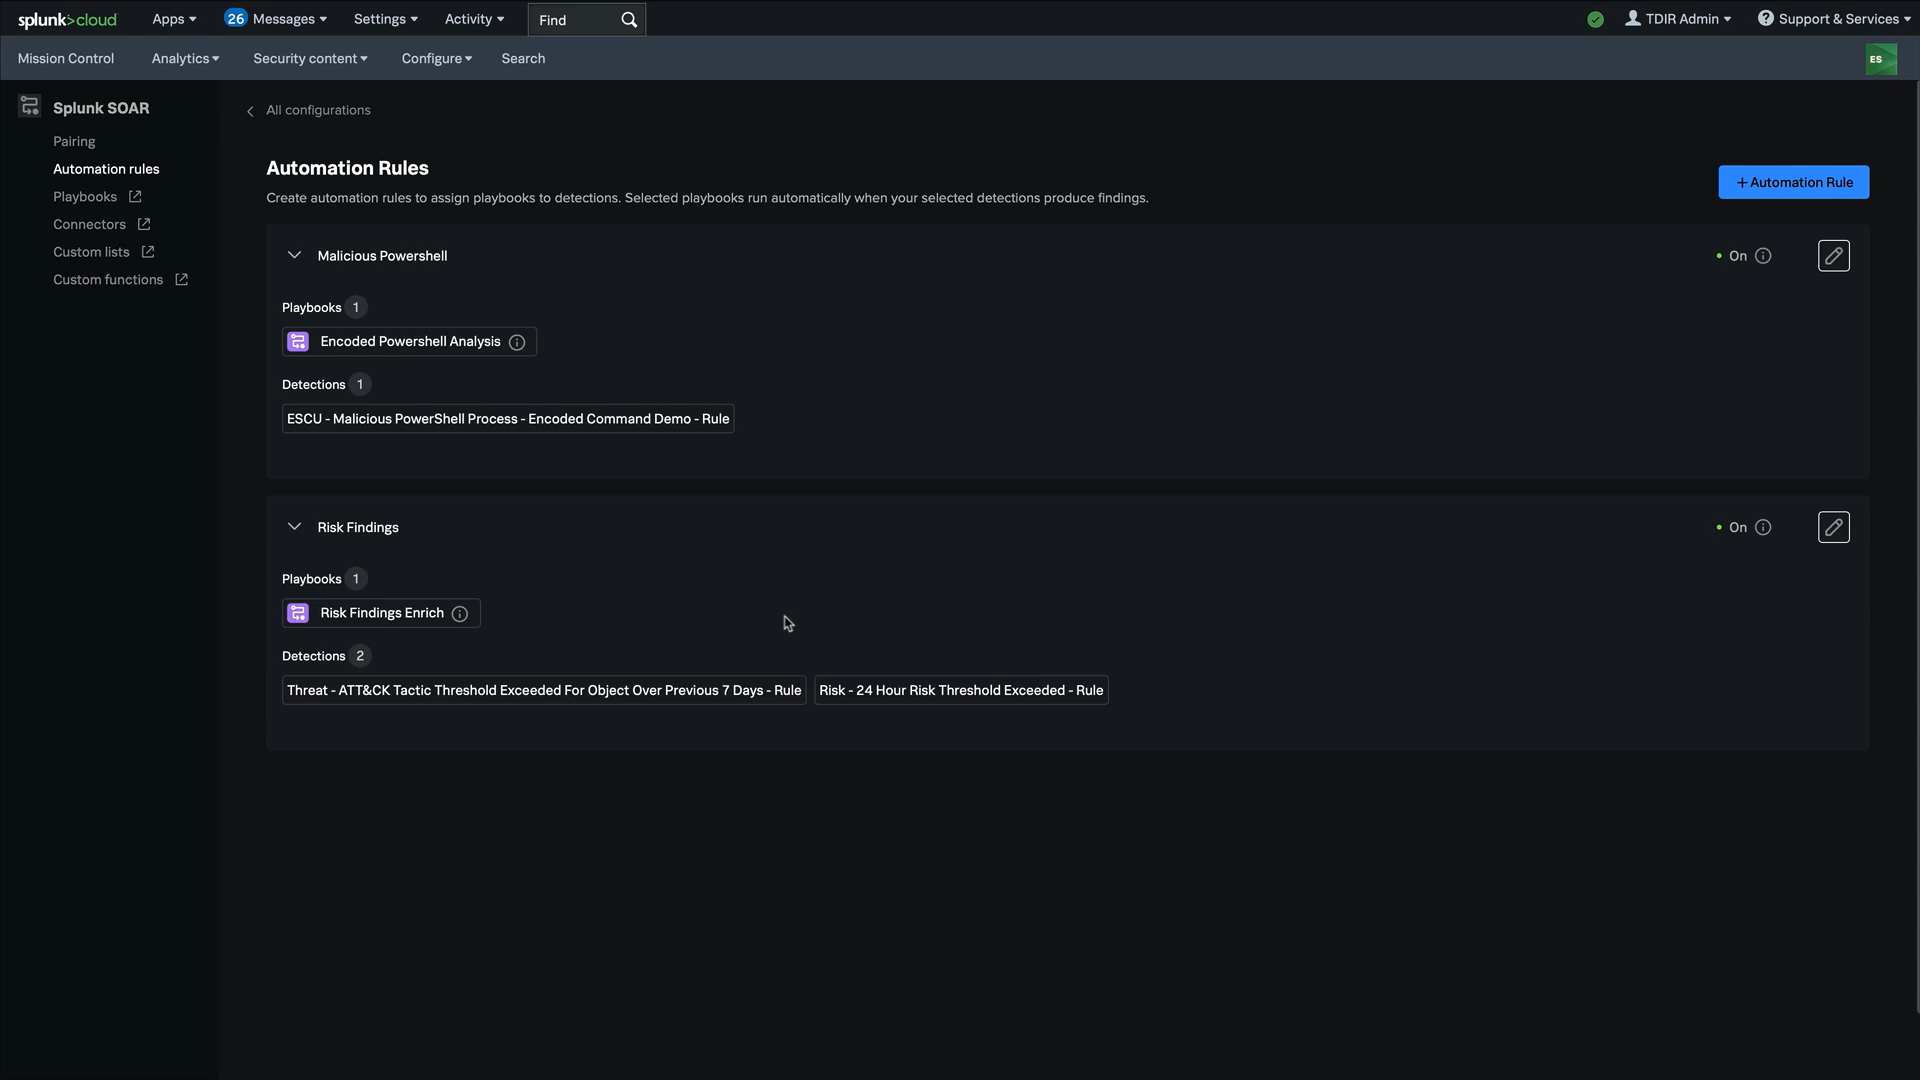 splunk>cloud Apps 26 Messages Settings Activity Find TDIR Admin Support & Services
Mission Control Analytics Security content Configure Search ES
Splunk SOAR
Pairing
Automation rules
Playbooks
Connectors
Custom lists
Custom functions
All configurations
Automation Rules
Create automation rules to assign playbooks to detections. Selected playbooks run automatically when your selected detections produce findings.
+ Automation Rule
Malicious Powershell On
Playbooks 1
Encoded Powershell Analysis
Detections 1
ESCU - Malicious PowerShell Process - Encoded Command Demo - Rule
Risk Findings On
Playbooks 1
Risk Findings Enrich
Detections 2
Threat - ATT&CK Tactic Threshold Exceeded For Object Over Previous 7 Days - Rule Risk - 24 Hour Risk Threshold Exceeded - Rule